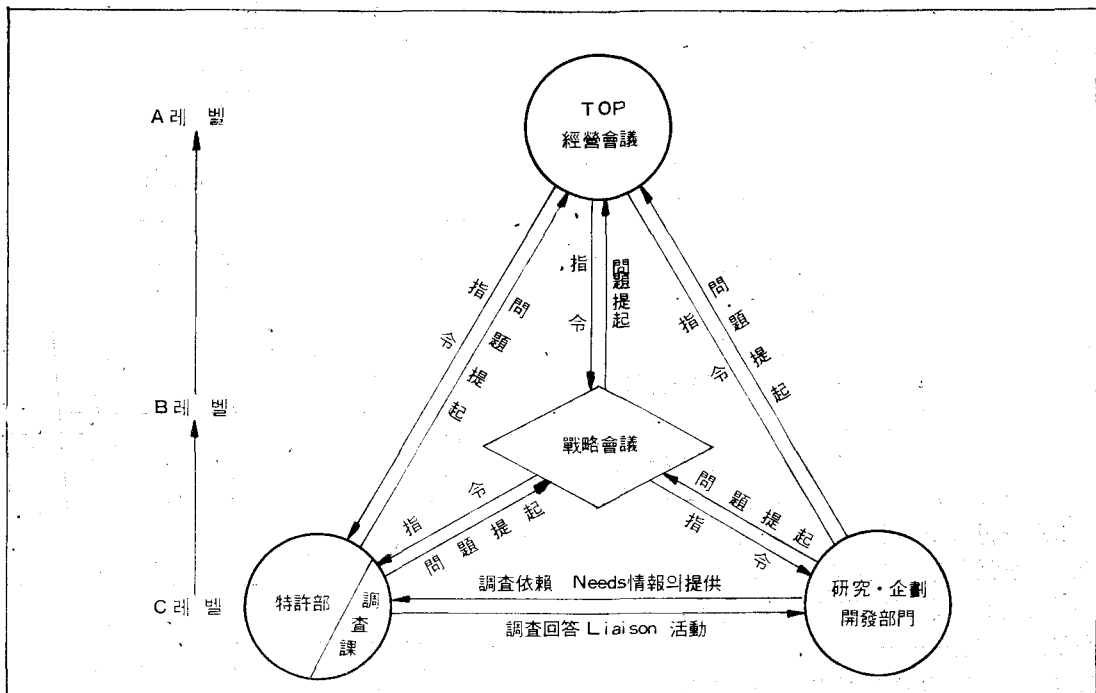 A레 벨
TOP
經營會議
指令
問題提起
指令
問題提起
問題提起
指令
B레 벨
戰略會議
指令
問題提起
問題提起
指令
C레 벨
特許部
調査課
調査依賴 Needs情報의提供
調査回答 Liaison 活動
硏究・企劃
開發部門